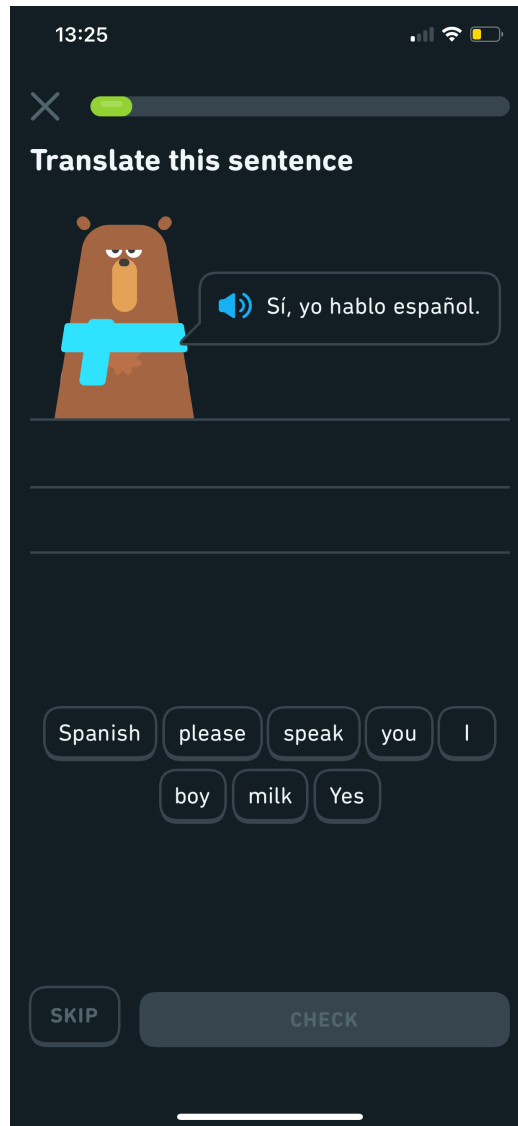 13:25
Translate this sentence
Sí, yo hablo español.
Spanish please speak you I
boy milk Yes
SKIP CHECK